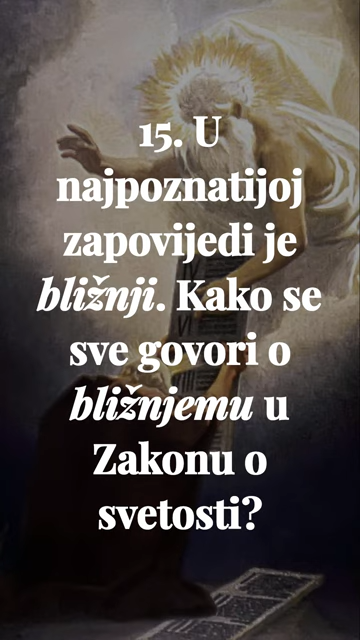 15. U
najpoznatijoj
zapovijedi je
bližnji. Kako se
sve govori o
bližnjemu u
Zakonu o
svetosti?